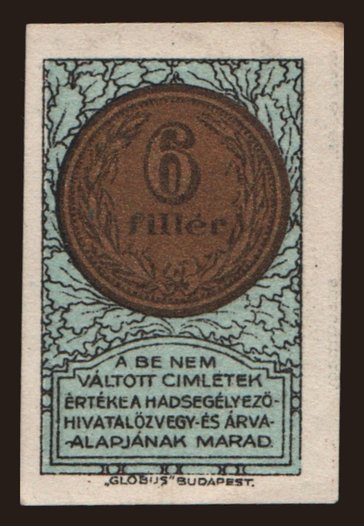 6
fillér
A BE NEM
VÁLTOTT CIMLETEK
ÉRTÉKE A HADSEGÉLYEZŐ-
HIVATAL ÖZVEGY-ÉS ÁRVA-
-ALAPJÁNAK MARAD.
„GLOBUS" BUDAPEST.